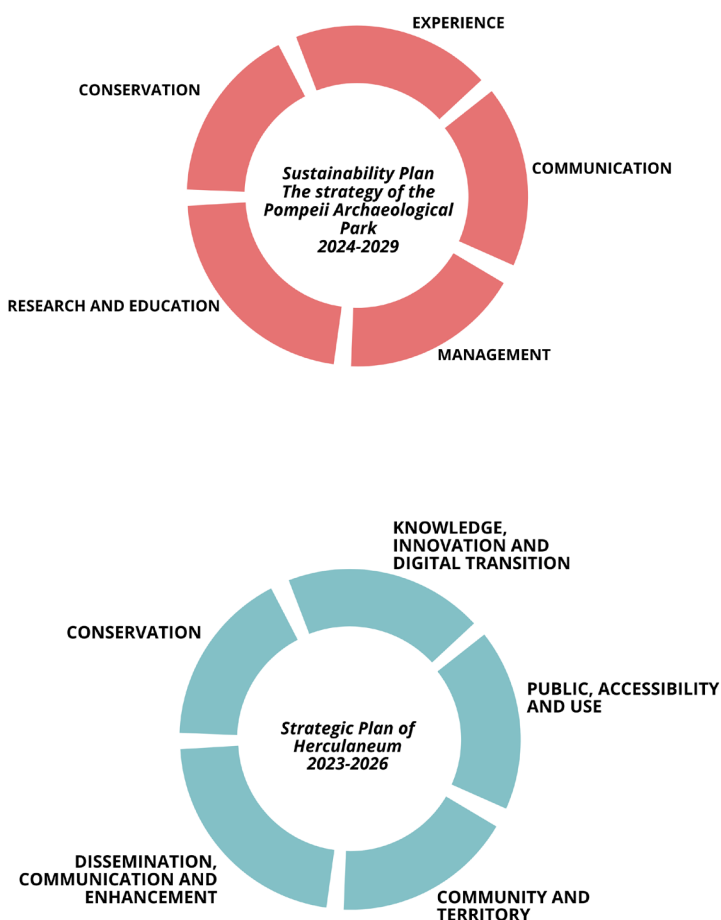 EXPERIENCE
CONSERVATION
COMMUNICATION
Sustainability Plan
The strategy of the
Pompeii Archaeological
Park
2024-2029
RESEARCH AND EDUCATION
MANAGEMENT
KNOWLEDGE,
INNOVATION AND
DIGITAL TRANSITION
CONSERVATION
PUBLIC, ACCESSIBILITY
AND USE
Strategic Plan of
Herculaneum
2023-2026
DISSEMINATION,
COMMUNICATION AND
ENHANCEMENT
COMMUNITY AND
TERRITORY